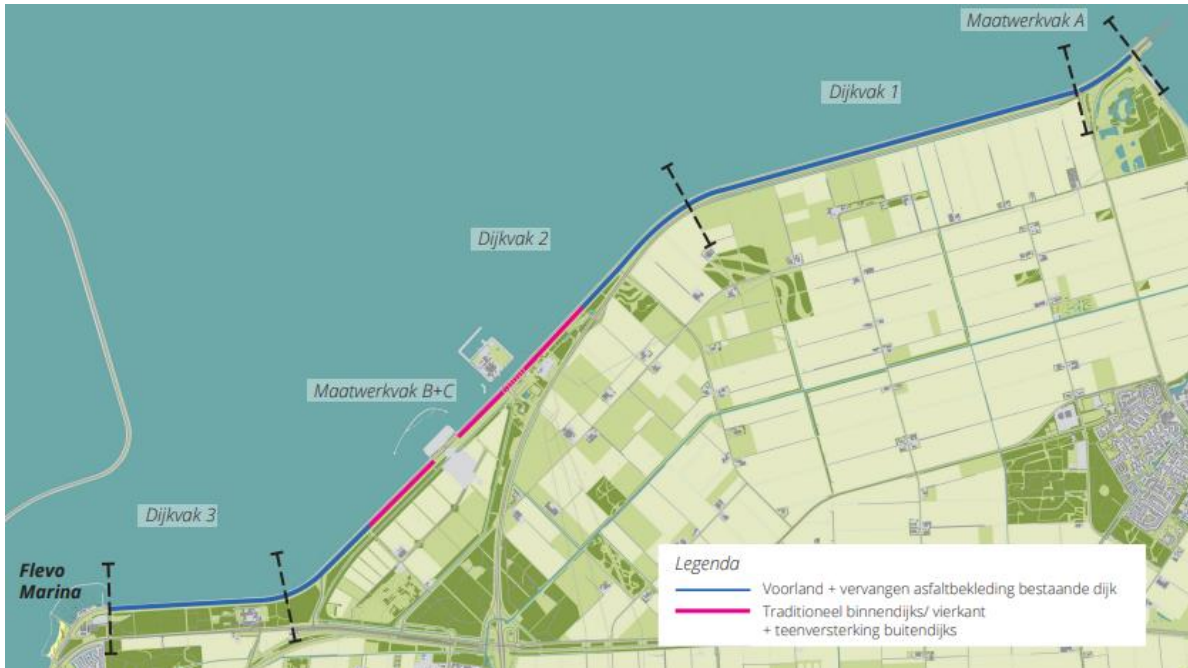 Maatwerkvak A
Dijkvak 1
Dijkvak 2
Maatwerkvak B+C
Dijkvak 3
Flevo
Marina
Legenda
Voorland + vervangen asfaltbekleding bestaande dijk
Traditioneel binnendijks/ vierkant
+ teenversterking buitendijks